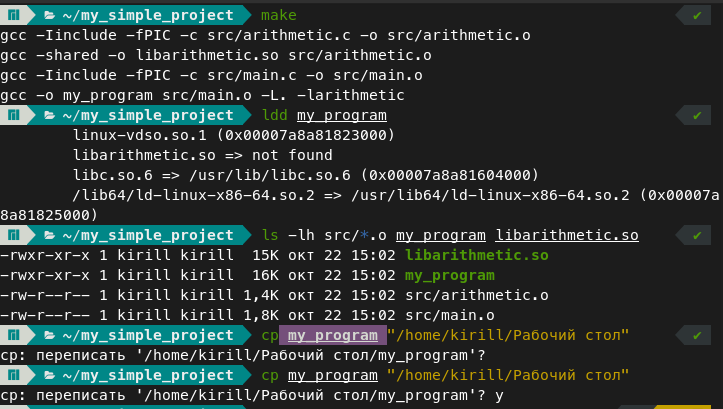 ~/my_simple_project make ✔
gcc -Iinclude -fPIC -c src/arithmetic.c -o src/arithmetic.o
gcc -shared -o libarithmetic.so src/arithmetic.o
gcc -Iinclude -fPIC -c src/main.c -o src/main.o
gcc -o my_program src/main.o -L. -larithmetic
~/my_simple_project ldd my_program ✔
linux-vdso.so.1 (0x00007a8a81823000)
libarithmetic.so => not found
libc.so.6 => /usr/lib/libc.so.6 (0x00007a8a81604000)
/lib64/ld-linux-x86-64.so.2 => /usr/lib64/ld-linux-x86-64.so.2 (0x00007a
8a81825000)
~/my_simple_project ls -lh src/*.o my_program libarithmetic.so ✔
-rwxr-xr-x 1 kirill kirill  15K окт 22 15:02 libarithmetic.so
-rwxr-xr-x 1 kirill kirill  16K окт 22 15:02 my_program
-rw-r--r-- 1 kirill kirill 1,4K окт 22 15:02 src/arithmetic.o
-rw-r--r-- 1 kirill kirill 1,8K окт 22 15:02 src/main.o
~/my_simple_project cp my_program "/home/kirill/Рабочий стол" ✔
cp: переписать '/home/kirill/Рабочий стол/my_program'?
~/my_simple_project cp my_program "/home/kirill/Рабочий стол"
cp: переписать '/home/kirill/Рабочий стол/my_program'? y